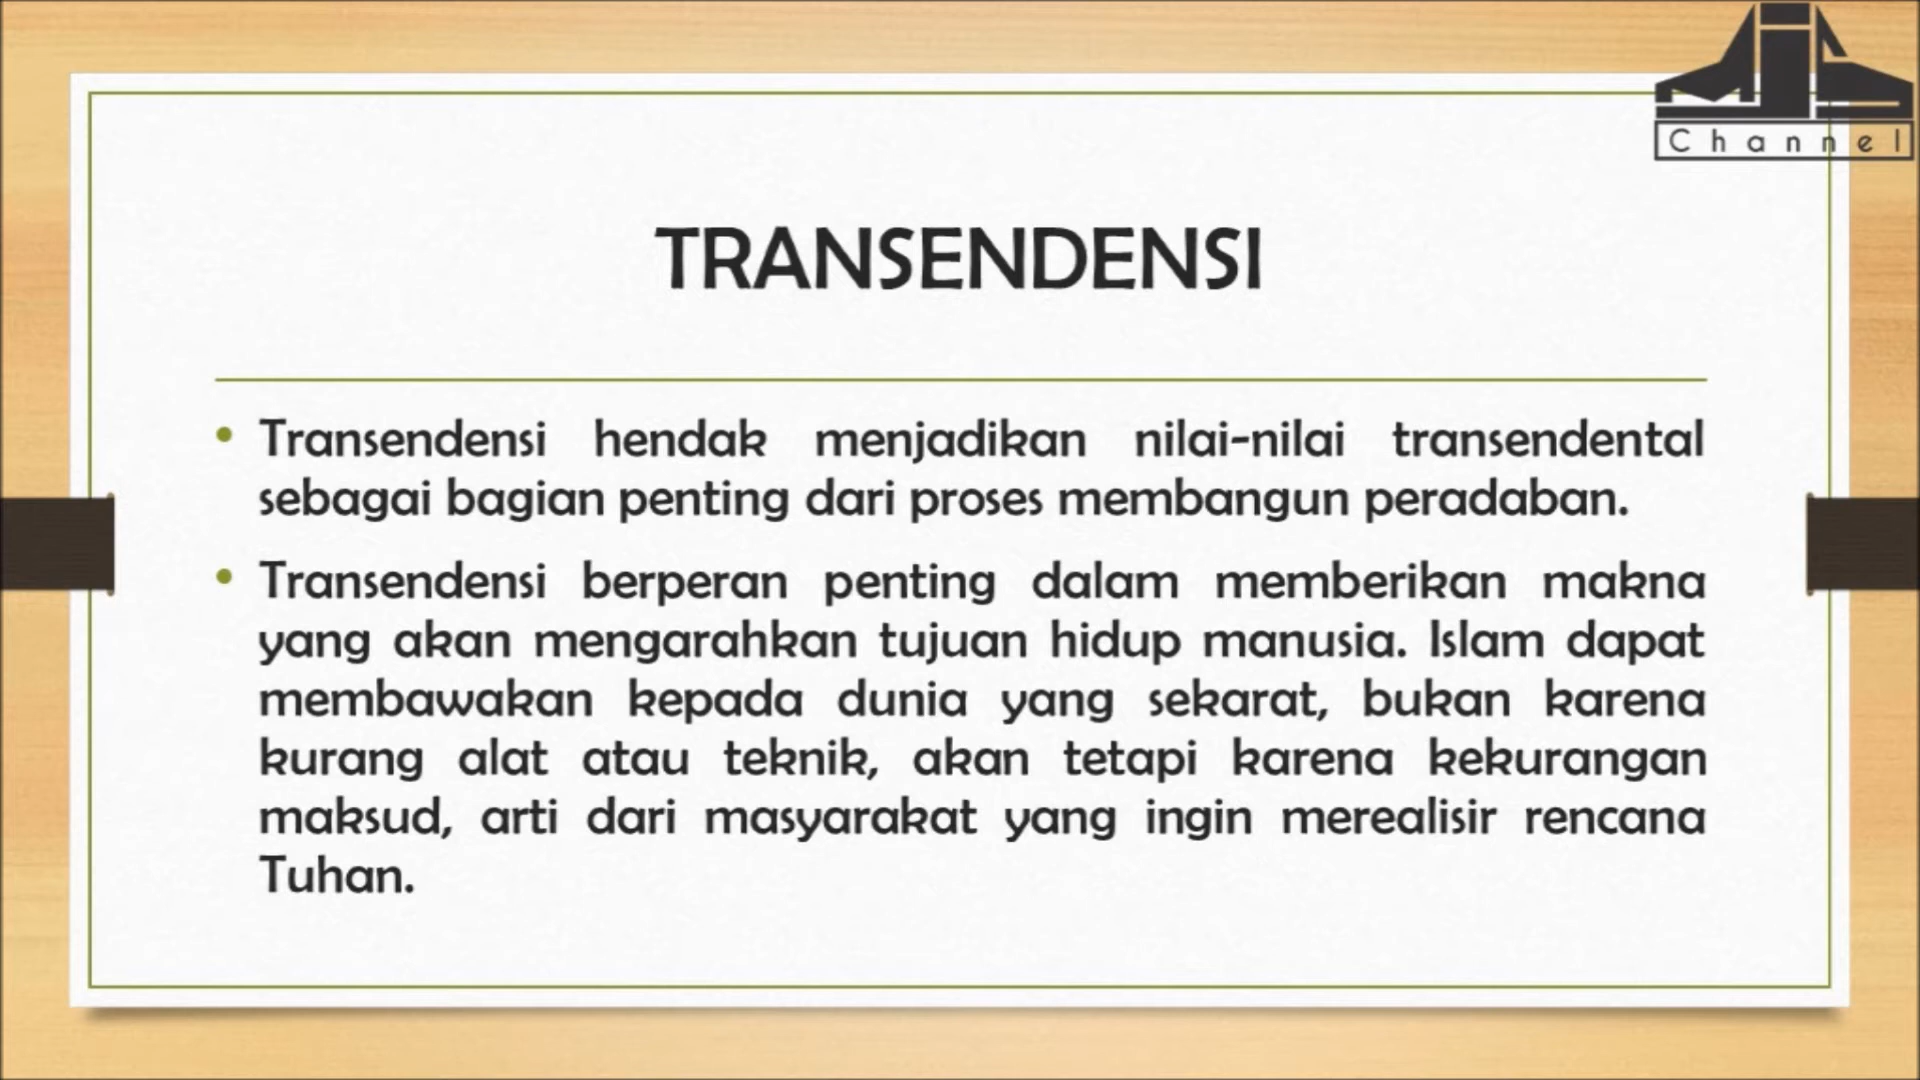 Channel
TRANSENDENSI
• Transendensi hendak menjadikan nilai-nilai transendental
sebagai bagian penting dari proses membangun peradaban.
• Transendensi berperan penting dalam memberikan makna
yang akan mengarahkan tujuan hidup manusia. Islam dapat
membawakan kepada dunia yang sekarat, bukan karena
kurang alat atau teknik, akan tetapi karena kekurangan
maksud, arti dari masyarakat yang ingin merealisir rencana
Tuhan.